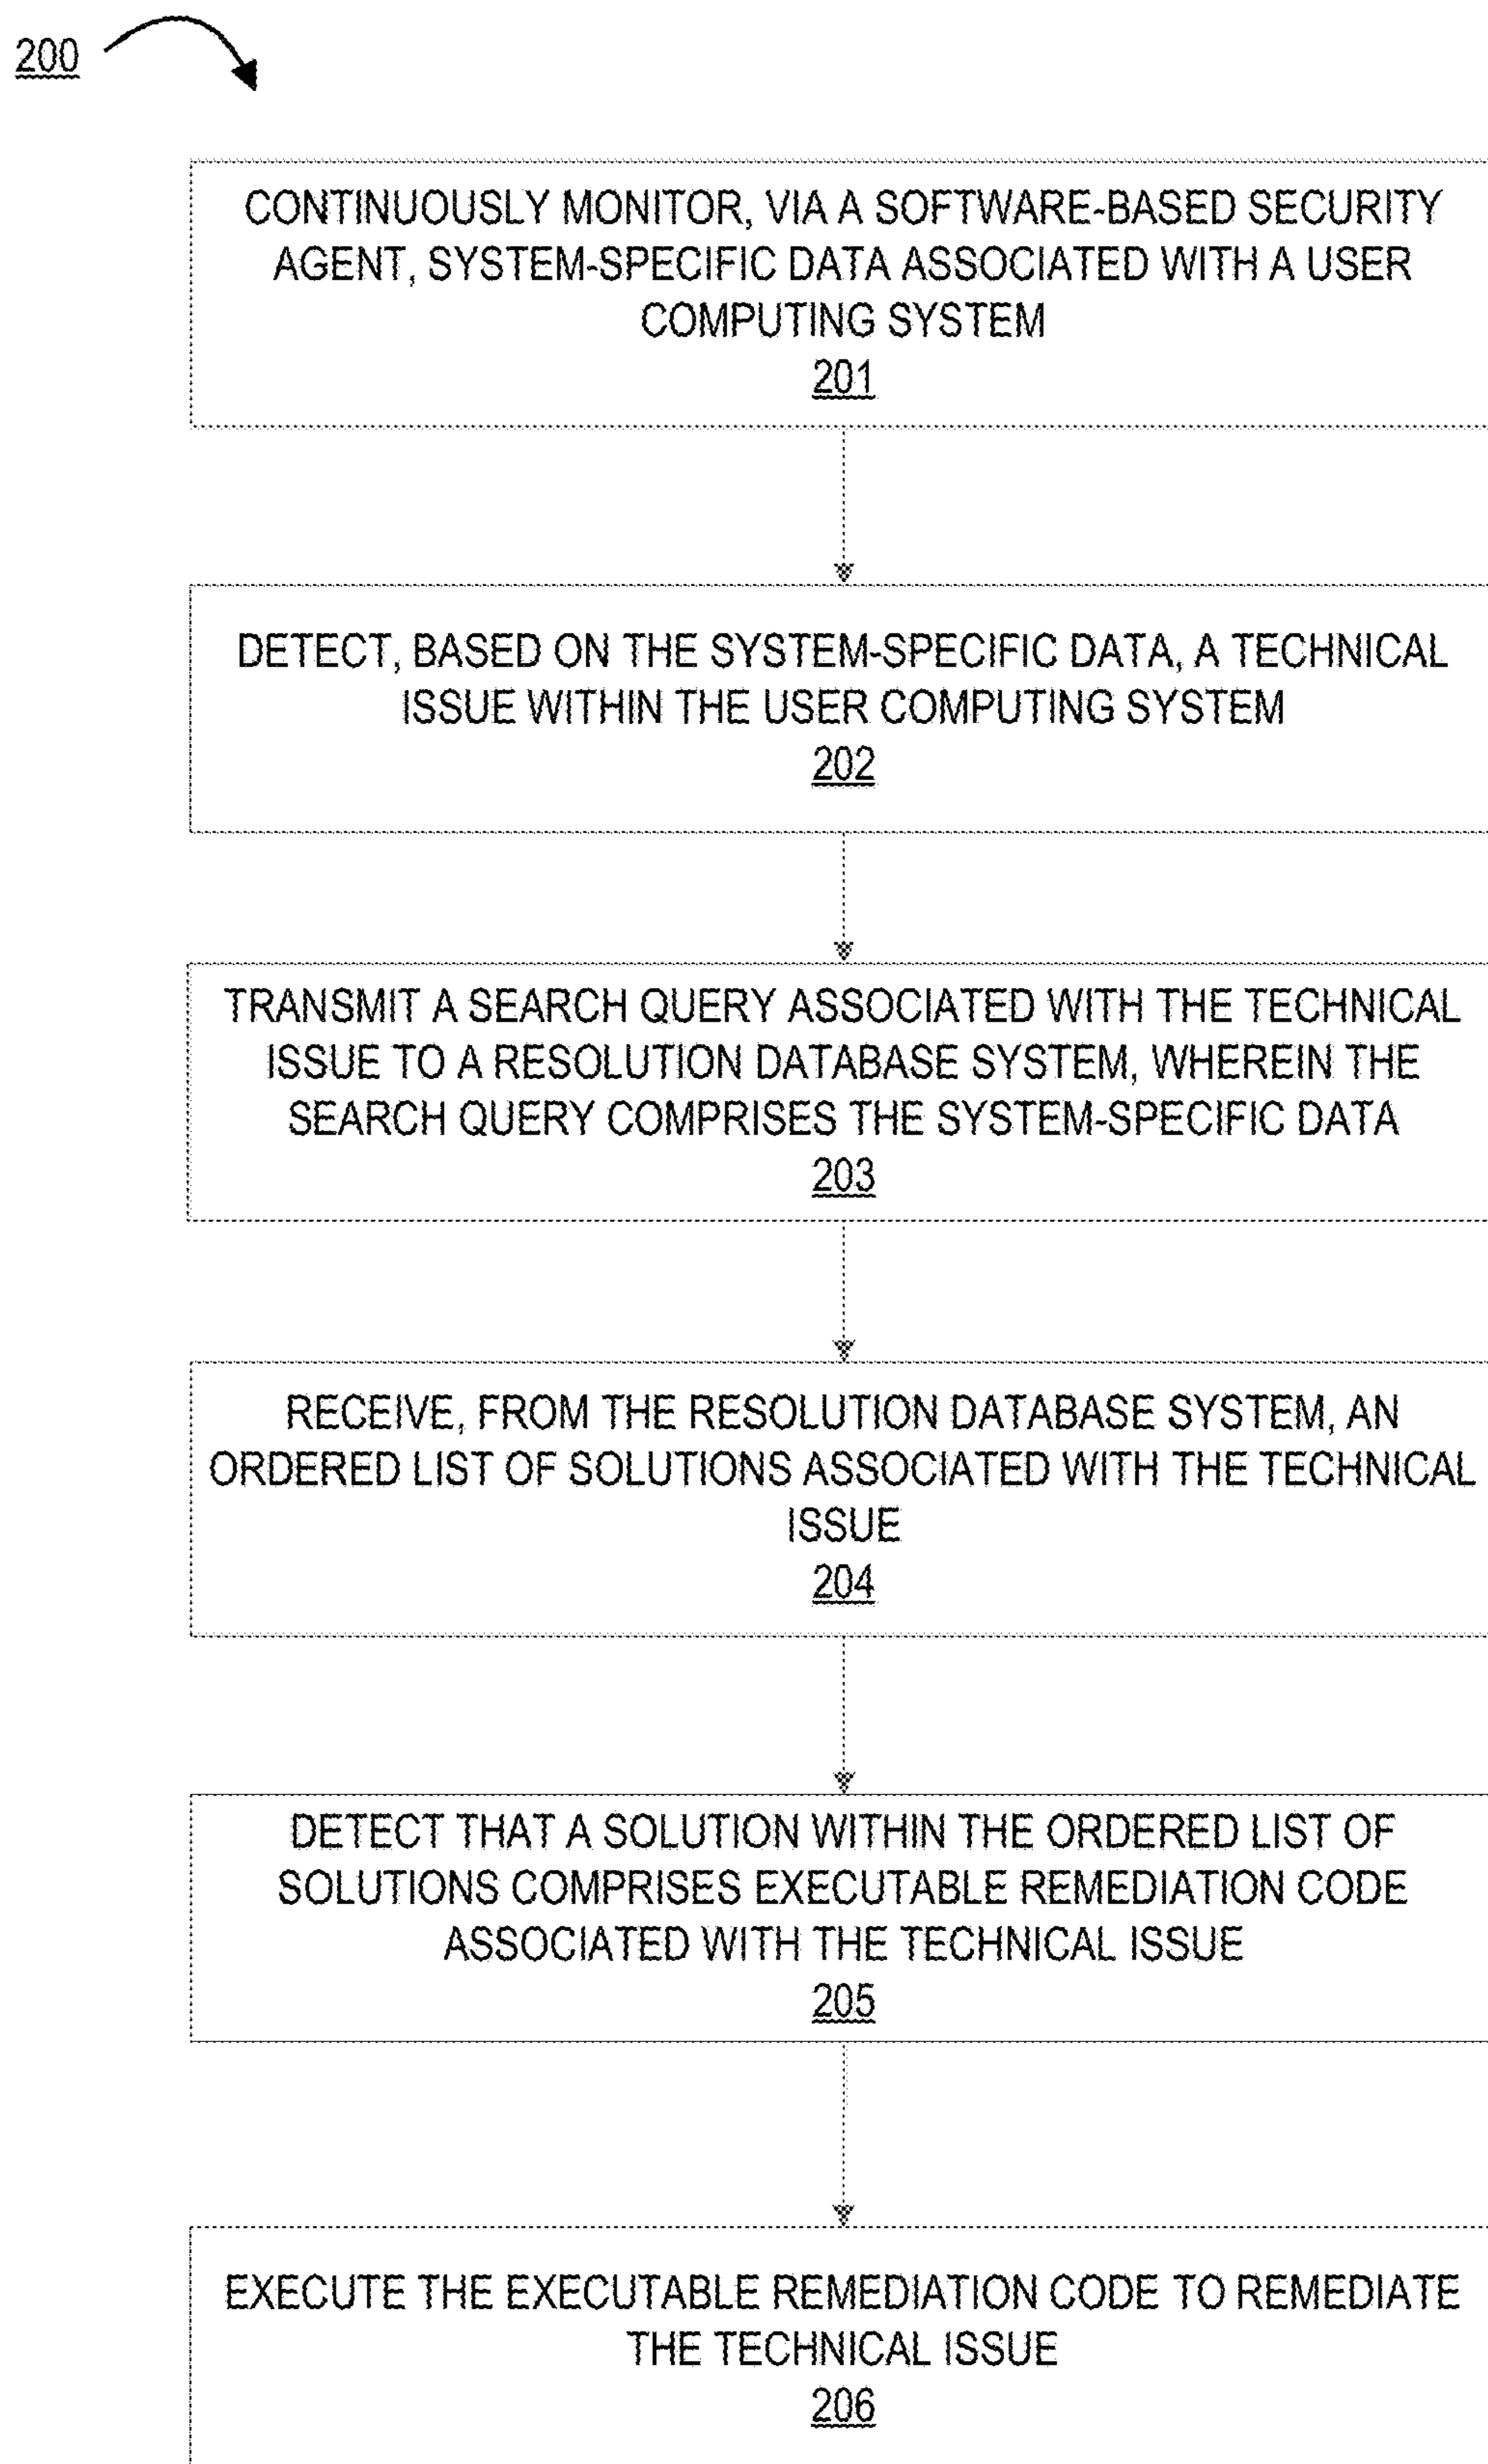 200
CONTINUOUSLY MONITOR, VIA A SOFTWARE-BASED SECURITY
AGENT, SYSTEM-SPECIFIC DATA ASSOCIATED WITH A USER
COMPUTING SYSTEM
201
DETECT, BASED ON THE SYSTEM-SPECIFIC DATA, A TECHNICAL
ISSUE WITHIN THE USER COMPUTING SYSTEM
202
TRANSMIT A SEARCH QUERY ASSOCIATED WITH THE TECHNICAL
ISSUE TO A RESOLUTION DATABASE SYSTEM, WHEREIN THE
SEARCH QUERY COMPRISES THE SYSTEM-SPECIFIC DATA
203
RECEIVE, FROM THE RESOLUTION DATABASE SYSTEM, AN
ORDERED LIST OF SOLUTIONS ASSOCIATED WITH THE TECHNICAL
ISSUE
204
DETECT THAT A SOLUTION WITHIN THE ORDERED LIST OF
SOLUTIONS COMPRISES EXECUTABLE REMEDIATION CODE
ASSOCIATED WITH THE TECHNICAL ISSUE
205
EXECUTE THE EXECUTABLE REMEDIATION CODE TO REMEDIATE
THE TECHNICAL ISSUE
206